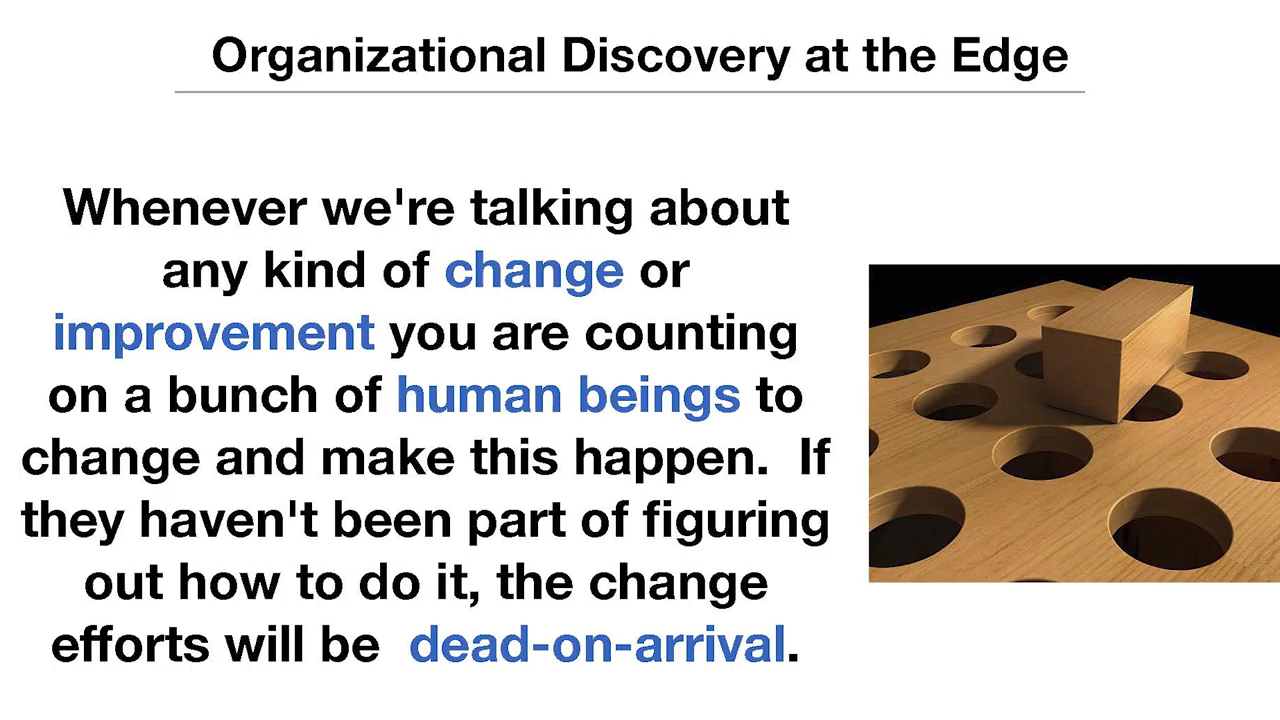 Organizational Discovery at the Edge
Whenever we're talking about
any kind of change or
improvement you are counting
on a bunch of human beings to
change and make this happen.  If
they haven't been part of figuring
out how to do it, the change
efforts will be  dead-on-arrival.